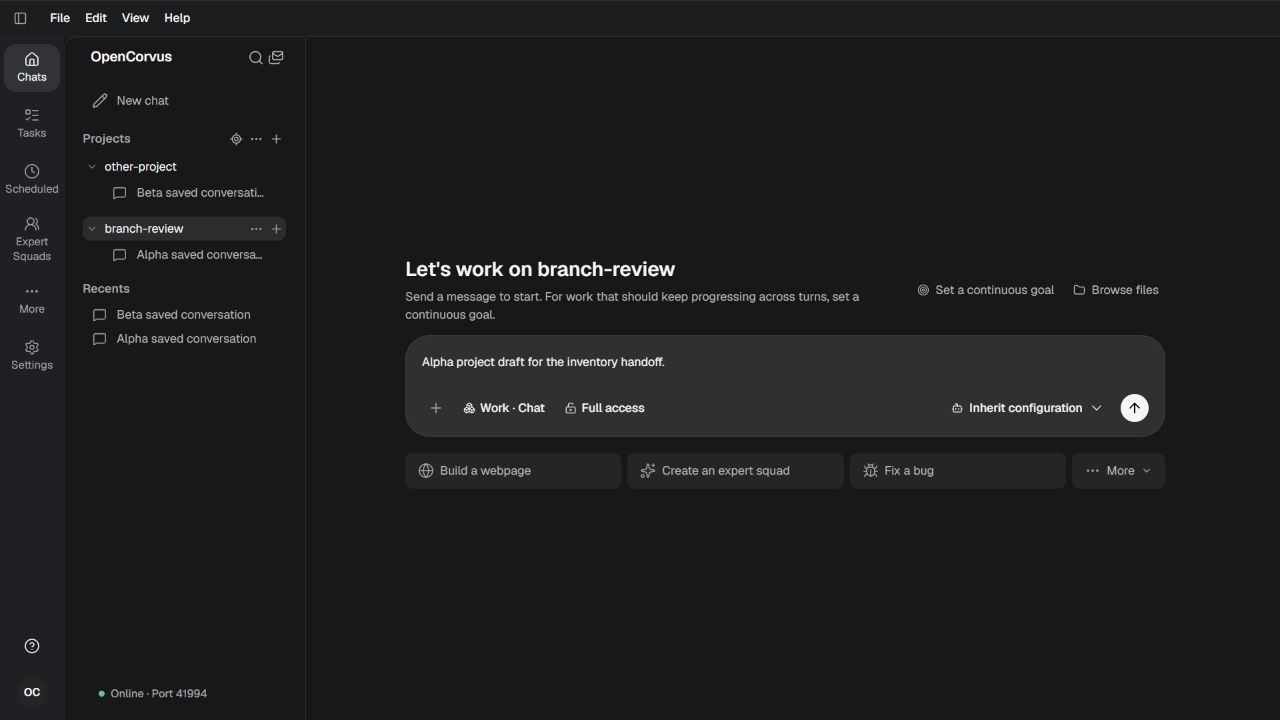 File Edit View Help
Chats
Tasks
Scheduled
Expert
Squads
More
Settings
OC
OpenCorvus
New chat
Projects
other-project
Beta saved conversati...
branch-review
Alpha saved conversa...
Recents
Beta saved conversation
Alpha saved conversation
Online · Port 41994
Let's work on branch-review
Send a message to start. For work that should keep progressing across turns, set a
continuous goal.
Set a continuous goal
Browse files
Alpha project draft for the inventory handoff.
Work · Chat
Full access
Inherit configuration
Build a webpage
Create an expert squad
Fix a bug
More